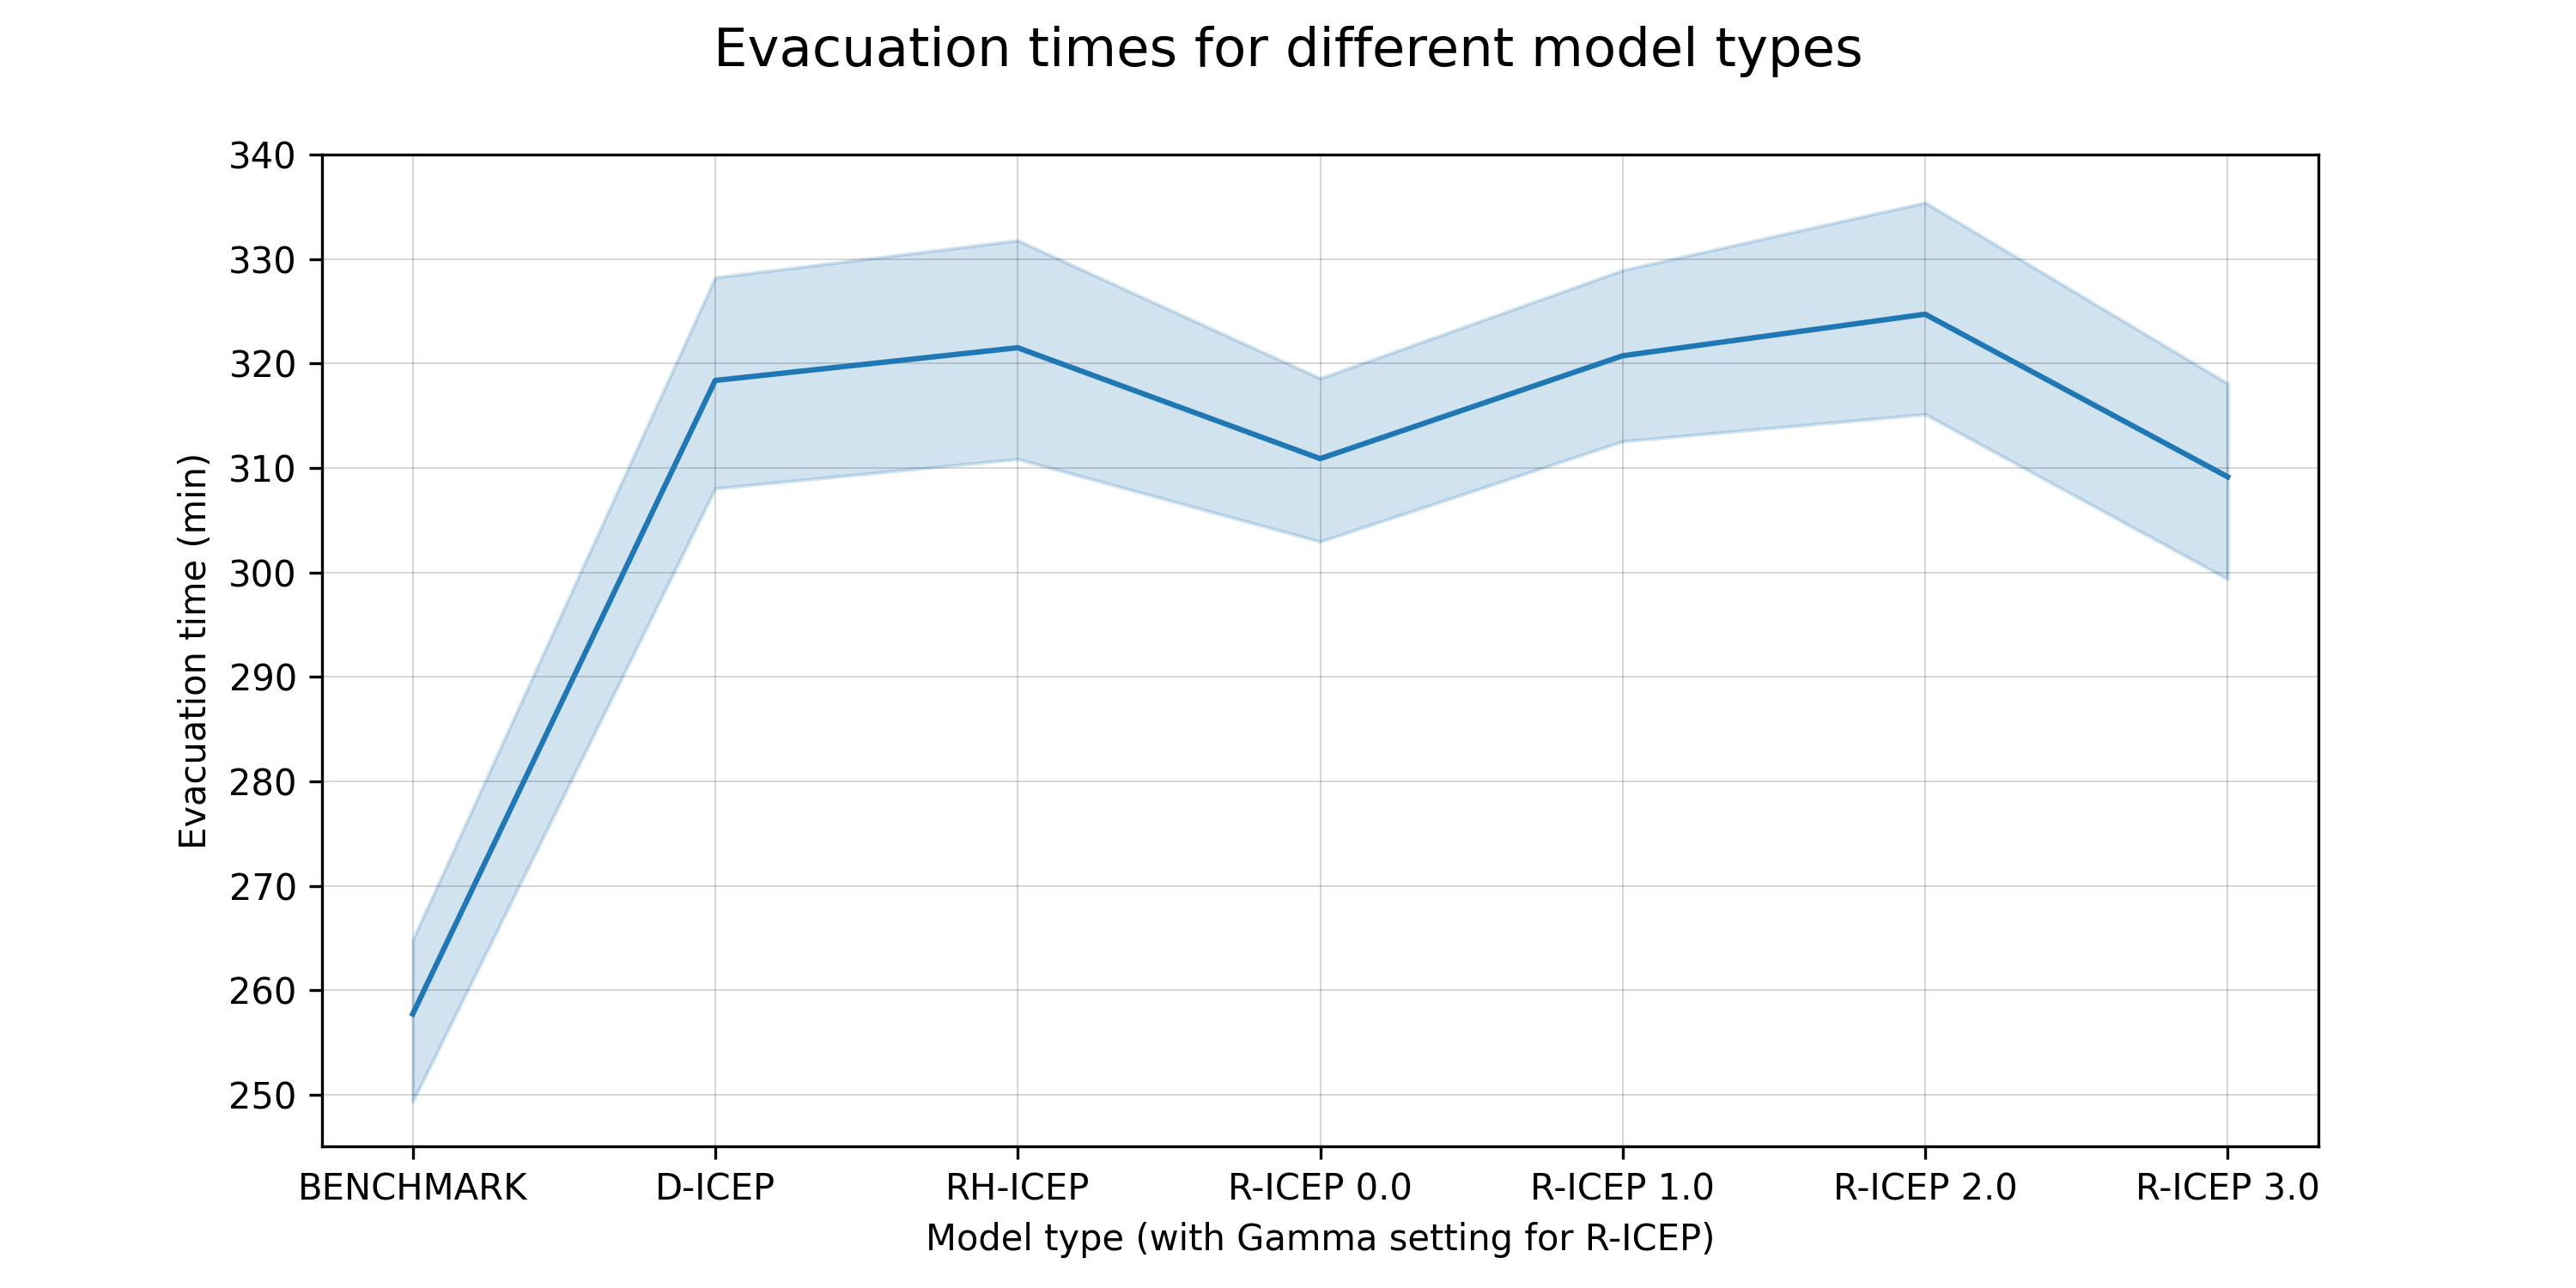 Evacuation times for different model types
340
330
320
310
300
290
280
270
260
250
Evacuation time (min)
BENCHMARK D-ICEP RH-ICEP R-ICEP 0.0 R-ICEP 1.0 R-ICEP 2.0 R-ICEP 3.0
Model type (with Gamma setting for R-ICEP)